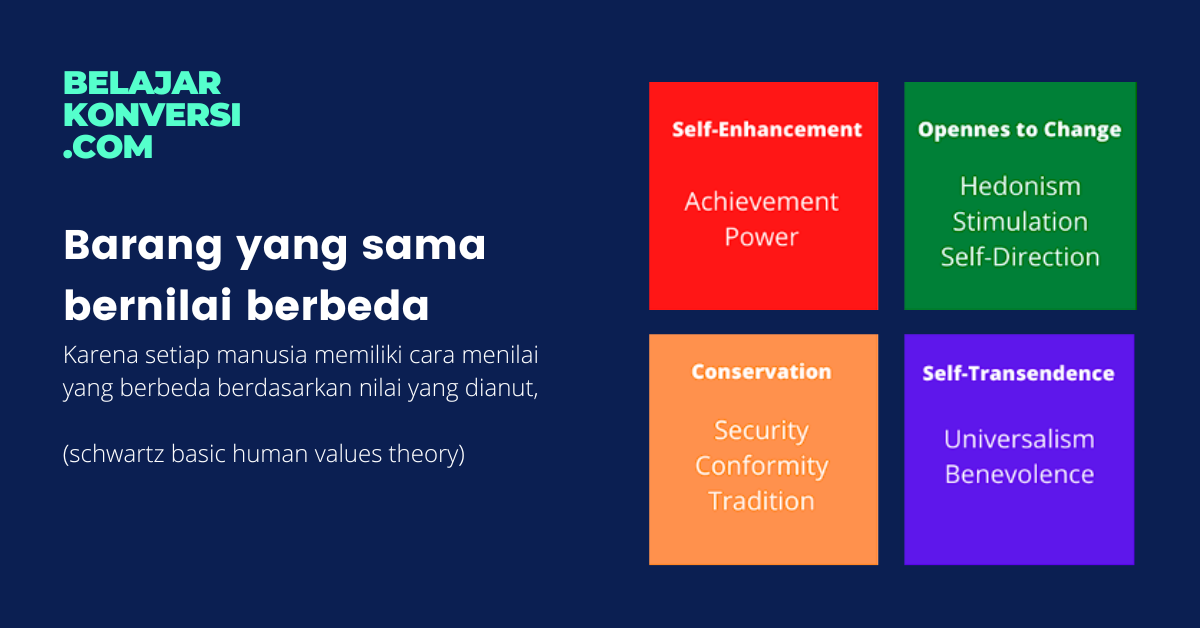 BELAJAR
KONVERSI
.COM
Barang yang sama
bernilai berbeda
Karena setiap manusia memiliki cara menilai
yang berbeda berdasarkan nilai yang dianut,
(schwartz basic human values theory)
Self-Enhancement
Achievement
Power
Opennes to Change
Hedonism
Stimulation
Self-Direction
Conservation
Security
Conformity
Tradition
Self-Transendence
Universalism
Benevolence